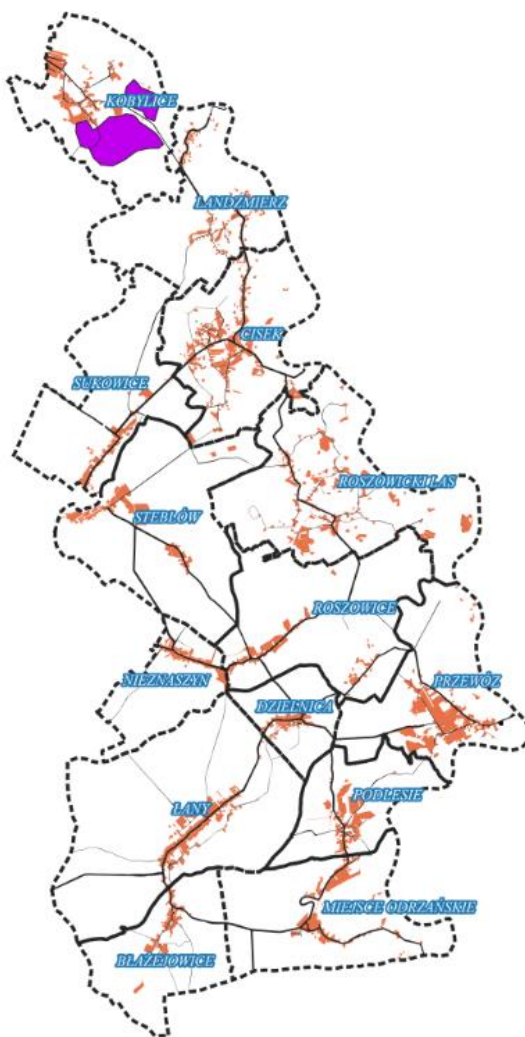 KOBYLICE
LANDZMIERZ
CISEK
SUKOWICE
ROSZOWICKI LAS
STEBLÓW
ROSZOWICE
NIEZNASZYN
PRZEWÓZ
DZIELNICA
PODLESIE
ŁANY
MIEJSCE ODRZAŃSKIE
BŁAŻEJOWICE